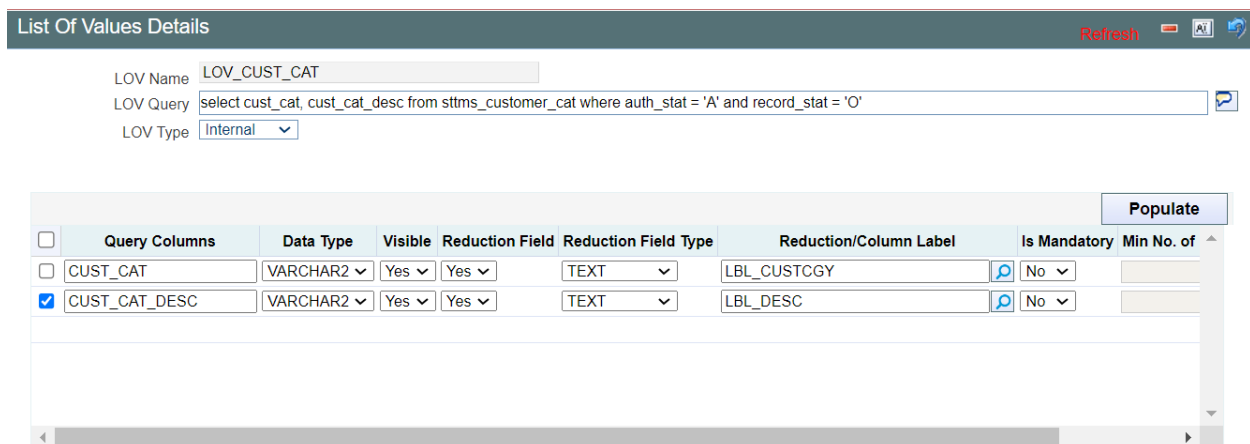 List Of Values Details Refresh
LOV Name LOV_CUST_CAT
LOV Query select cust_cat, cust_cat_desc from sttms_customer_cat where auth_stat = 'A' and record_stat = 'O'
LOV Type Internal
Populate
Query Columns Data Type Visible Reduction Field Reduction Field Type Reduction/Column Label Is Mandatory Min No. of
CUST_CAT VARCHAR2 Yes Yes TEXT LBL_CUSTCGY No
CUST_CAT_DESC VARCHAR2 Yes Yes TEXT LBL_DESC No